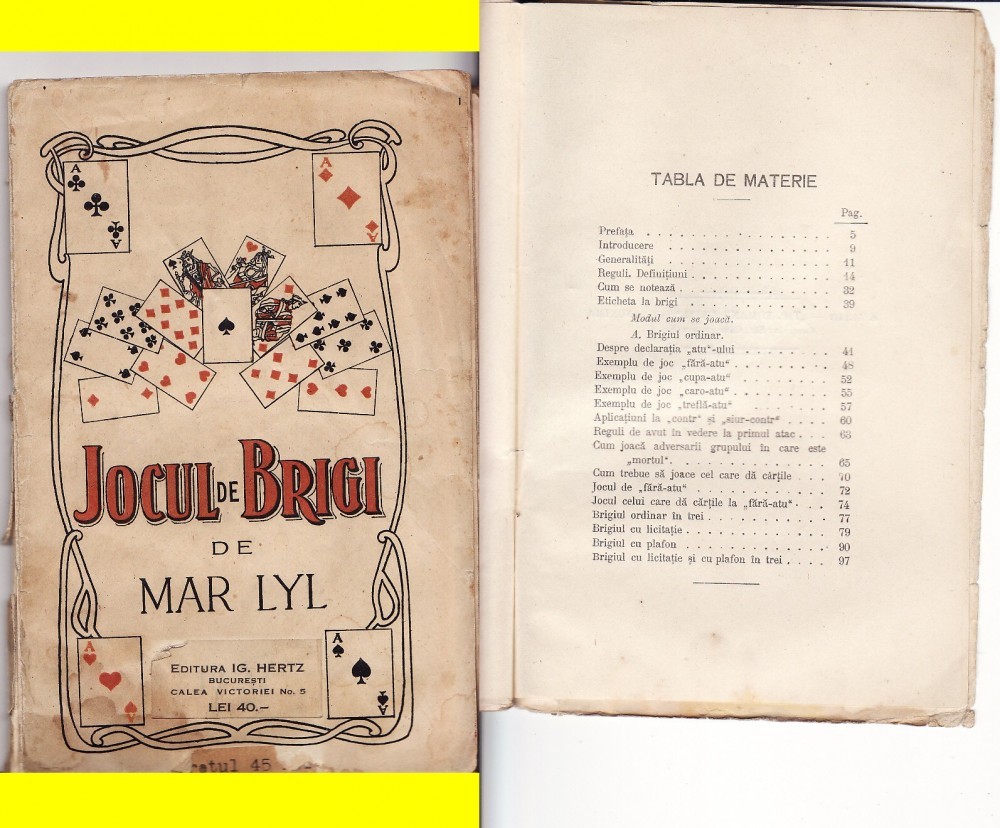 A
A
A
A
JOCUL DE BRIGI
DE
MAR LYL
A
A
EDITURA IG. HERTZ
BUCUREȘTI
CALEA VICTORIEI No. 5
LEI 40.–
A
A
45
TABLA DE MATERIE
Pag.
Prefața . . . . . . . . . . . . . . 5
Introducere . . . . . . . . . . . . . 9
Generalități . . . . . . . . . . . . . 11
Reguli. Definițiuni . . . . . . . . . . . 14
Cum se notează . . . . . . . . . . . . 32
Eticheta la brigi . . . . . . . . . . . 39
Modul cum se joacă.
A. Brigiul ordinar.
Despre declarația „atu“-ului . . . . . . . 41
Exemplu de joc „fără-atu“ . . . . . . . . 48
Exemplu de joc „cupa-atu“ . . . . . . . . 52
Exemplu de joc „caro-atu“ . . . . . . . . 55
Exemplu de joc „treflă-atu“ . . . . . . . 57
Aplicațiuni la „contr“ și „siur-contr“ . . . . 60
Reguli de avut în vedere la primul atac . . . 63
Cum joacă adversarii grupului în care este
„mortul“. . . . . . . . . . . . . 65
Cum trebue să joace cel care dă cărțile . . . . 70
Jocul de „fără-atu“ . . . . . . . . . . 72
Jocul celui care dă cărțile la „fără-atu“ . . . 74
Brigiul ordinar în trei . . . . . . . . . 77
Brigiul cu licitație . . . . . . . . . . 79
Brigiul cu plafon . . . . . . . . . . . 90
Brigiul cu licitație și cu plafon în trei . . . . 97